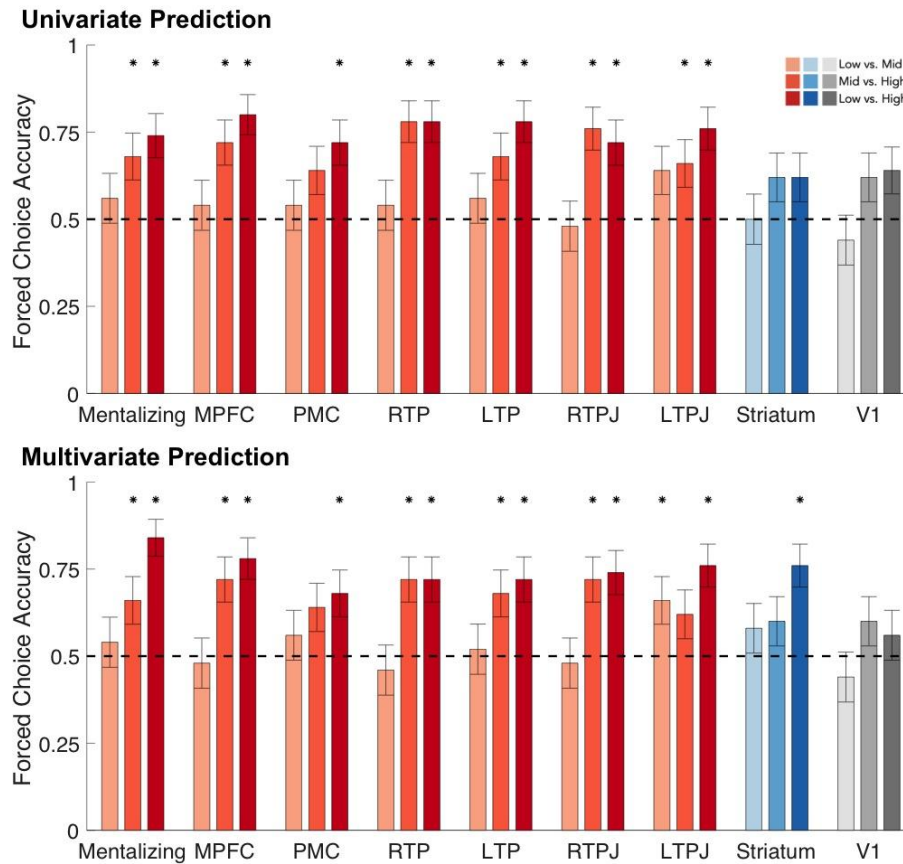 Univariate Prediction
1
* * * * * * * * * * * * *
Low vs. Mid
Mid vs. High
Low vs. High
0.75
0.5
0.25
0
Forced Choice Accuracy
Mentalizing MPFC PMC RTP LTP RTPJ LTPJ Striatum V1
Multivariate Prediction
1
* * * * * * * * * * * * * *
0.75
0.5
0.25
0
Forced Choice Accuracy
Mentalizing MPFC PMC RTP LTP RTPJ LTPJ Striatum V1